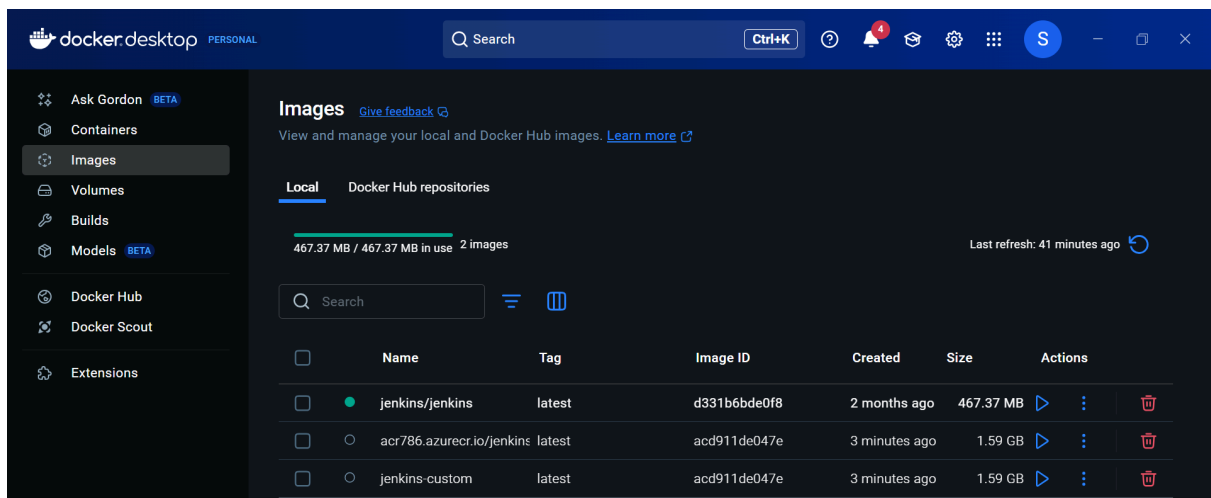 docker.desktop PERSONAL Search Ctrl+K 4 S
Ask Gordon BETA
Containers
Images
Volumes
Builds
Models BETA
Docker Hub
Docker Scout
Extensions
Images Give feedback
View and manage your local and Docker Hub images. Learn more
Local Docker Hub repositories
467.37 MB / 467.37 MB in use 2 images Last refresh: 41 minutes ago
Search
Name Tag Image ID Created Size Actions
jenkins/jenkins latest d331b6bde0f8 2 months ago 467.37 MB
acr786.azurecr.io/jenkins latest acd911de047e 3 minutes ago 1.59 GB
jenkins-custom latest acd911de047e 3 minutes ago 1.59 GB